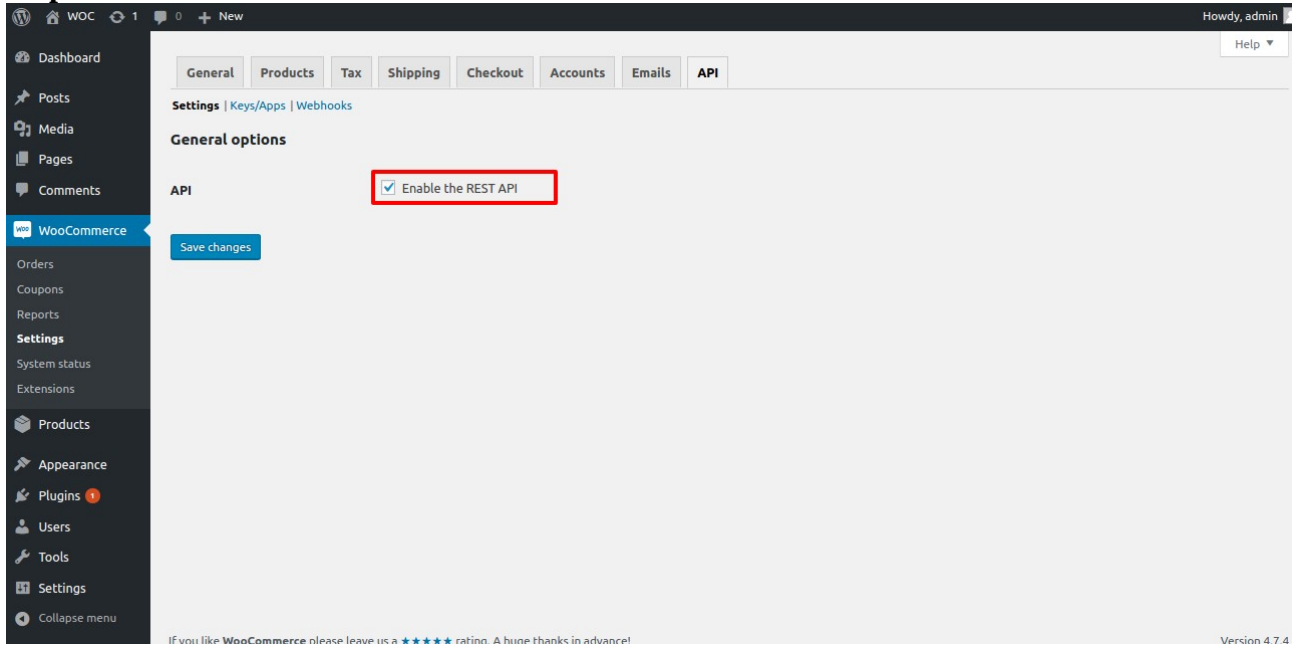 WOC 1 0 + New Howdy, admin
Help ▼
Dashboard
Posts
Media
Pages
Comments
WooCommerce
Orders
Coupons
Reports
Settings
System status
Extensions
Products
Appearance
Plugins 1
Users
Tools
Settings
Collapse menu
General Products Tax Shipping Checkout Accounts Emails API
Settings | Keys/Apps | Webhooks
General options
API Enable the REST API
Save changes
If you like WooCommerce please leave us a ★★★★★ rating. A huge thanks in advance! Version 4.7.4